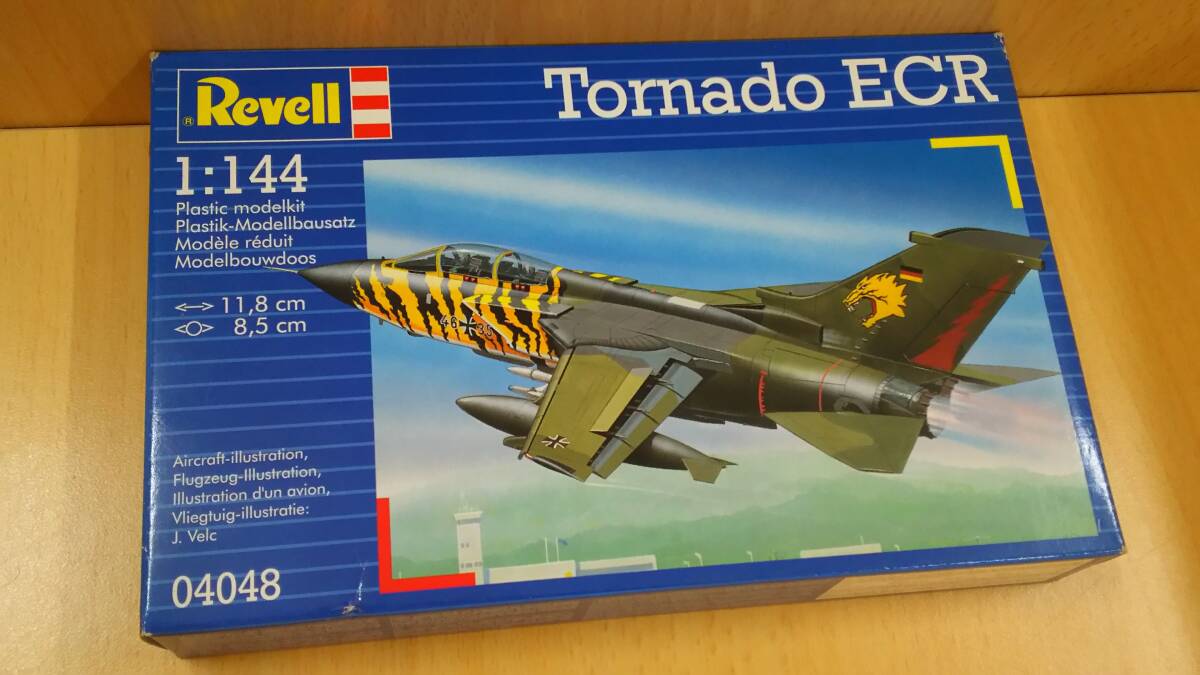 Revell
®
Tornado ECR
1:144
Plastic modelkit
Plastik-Modellbausatz
Modèle réduit
Modelbouwdoos
11,8 cm
8,5 cm
46 35
Aircraft-illustration,
Flugzeug-Illustration,
Illustration d'un avion,
Vliegtuig-illustratie:
J. Velc
04048